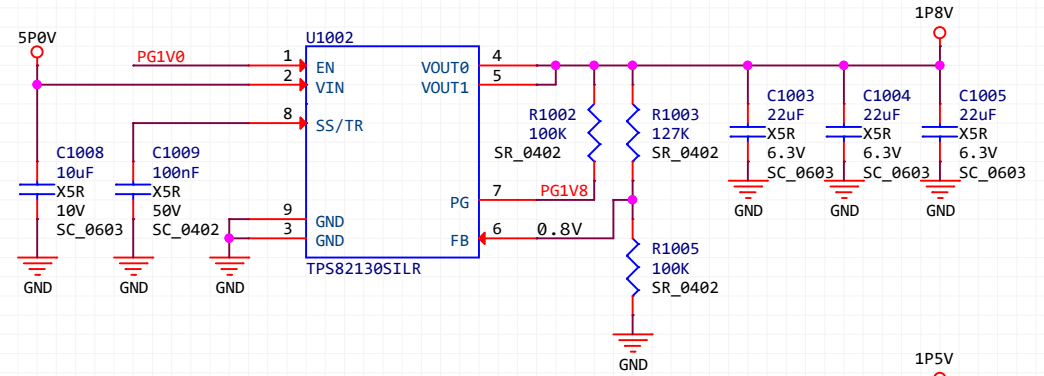 1P8V
5P0V
U1002
PG1V0
1
EN
2
VIN
VOUT0
4
VOUT1
5
8
SS/TR
C1008
10uF
X5R
10V
SC_0603
C1009
100nF
X5R
50V
SC_0402
R1002
100K
SR_0402
R1003
127K
SR_0402
C1003
22uF
X5R
6.3V
SC_0603
C1004
22uF
X5R
6.3V
SC_0603
C1005
22uF
X5R
6.3V
SC_0603
PG
7
PG1V8
9
GND
3
GND
FB
6
0.8V
R1005
100K
SR_0402
TPS82130SILR
GND
GND
GND
GND
GND
GND
GND
1P5V